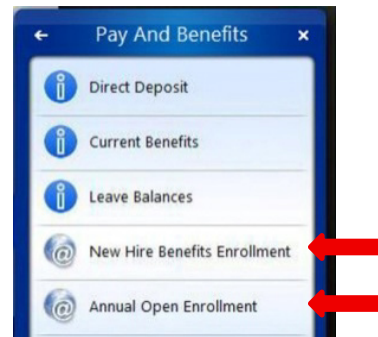 Pay And Benefits
Direct Deposit
Current Benefits
Leave Balances
New Hire Benefits Enrollment
Annual Open Enrollment